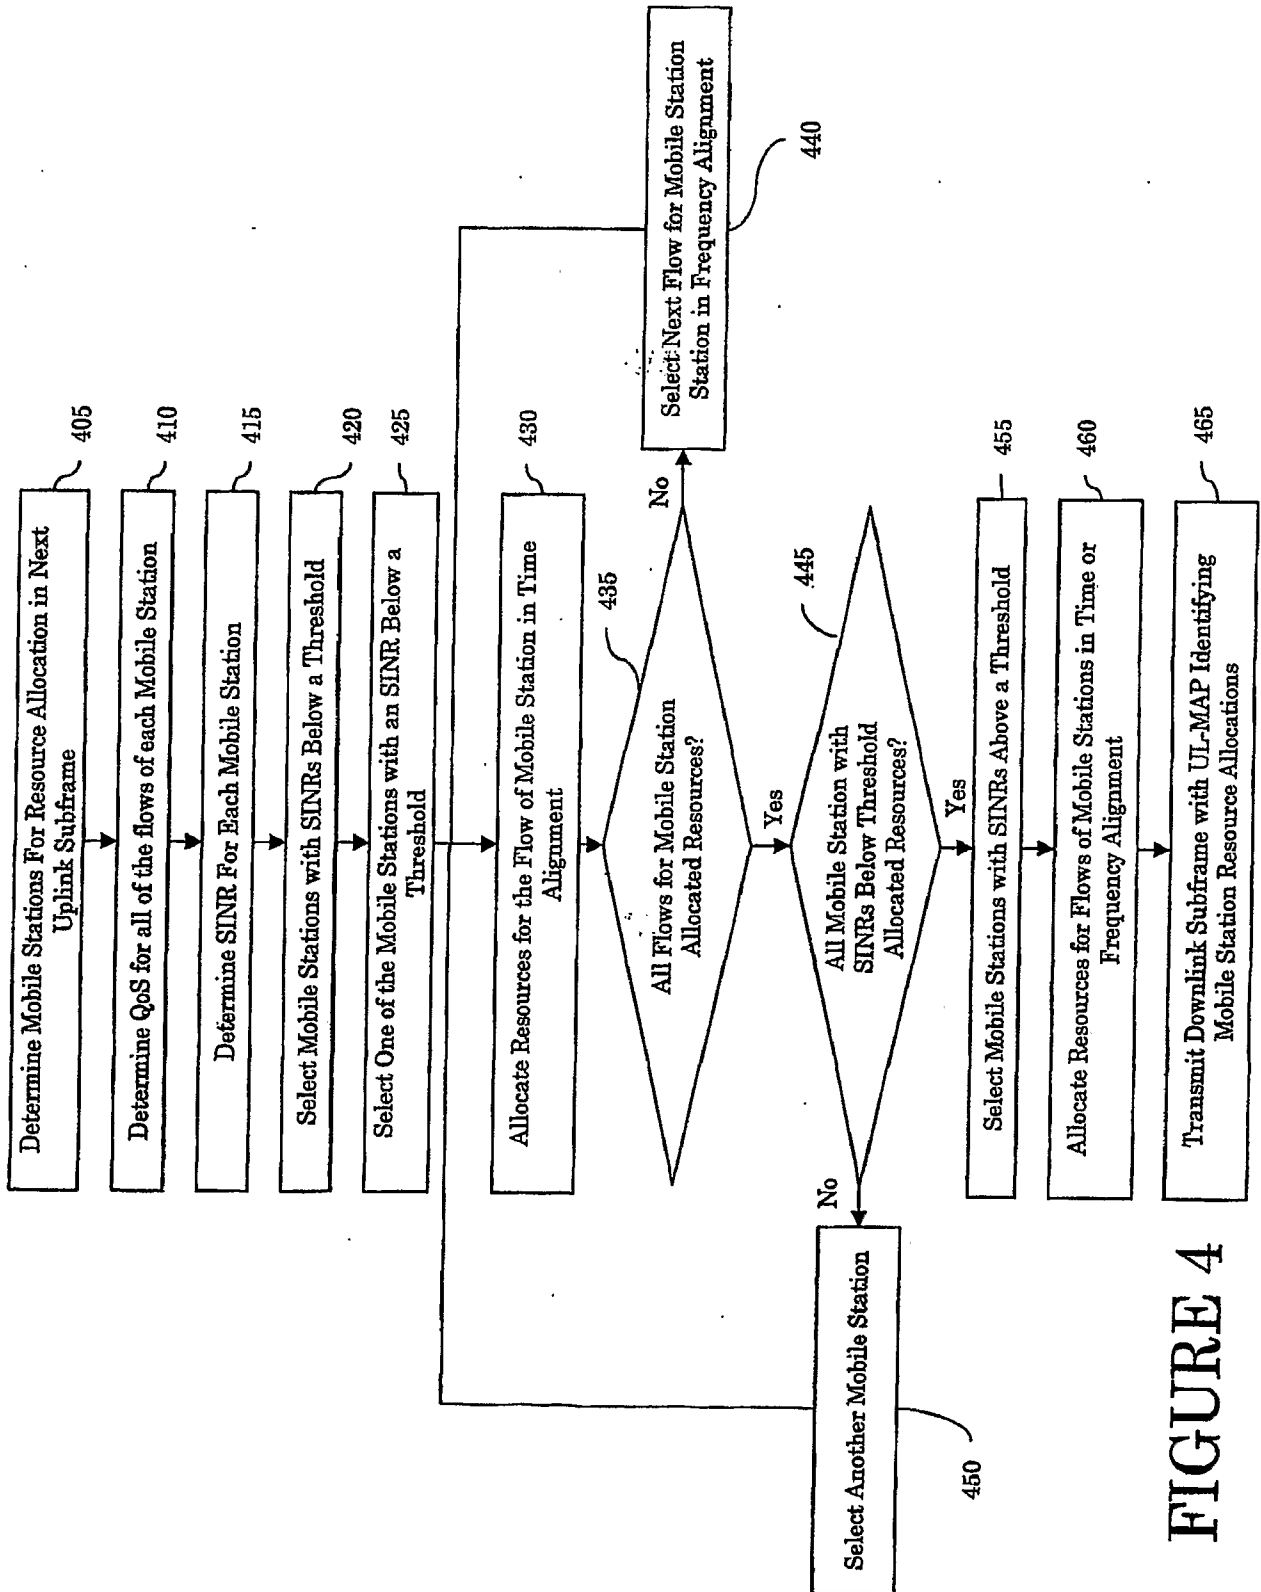 Determine Mobile Stations For Resource Allocation in Next
Uplink Subframe
405
Determine QoS for all of the flows of each Mobile Station
410
Determine SINR For Each Mobile Station
415
Select Mobile Stations with SINRs Below a Threshold
420
Select One of the Mobile Stations with an SINR Below a
Threshold
425
Allocate Resources for the Flow of Mobile Station in Time
Alignment
430
All Flows for Mobile Station
Allocated Resources?
435
No
Select Next Flow for Mobile Station
Station in Frequency Alignment
440
Yes
All Mobile Station with
SINRs Below Threshold
Allocated Resources?
445
No
Select Another Mobile Station
450
Yes
Select Mobile Stations with SINRs Above a Threshold
455
Allocate Resources for Flows of Mobile Stations in Time or
Frequency Alignment
460
Transmit Downlink Subframe with UL-MAP Identifying
Mobile Station Resource Allocations
465
FIGURE 4